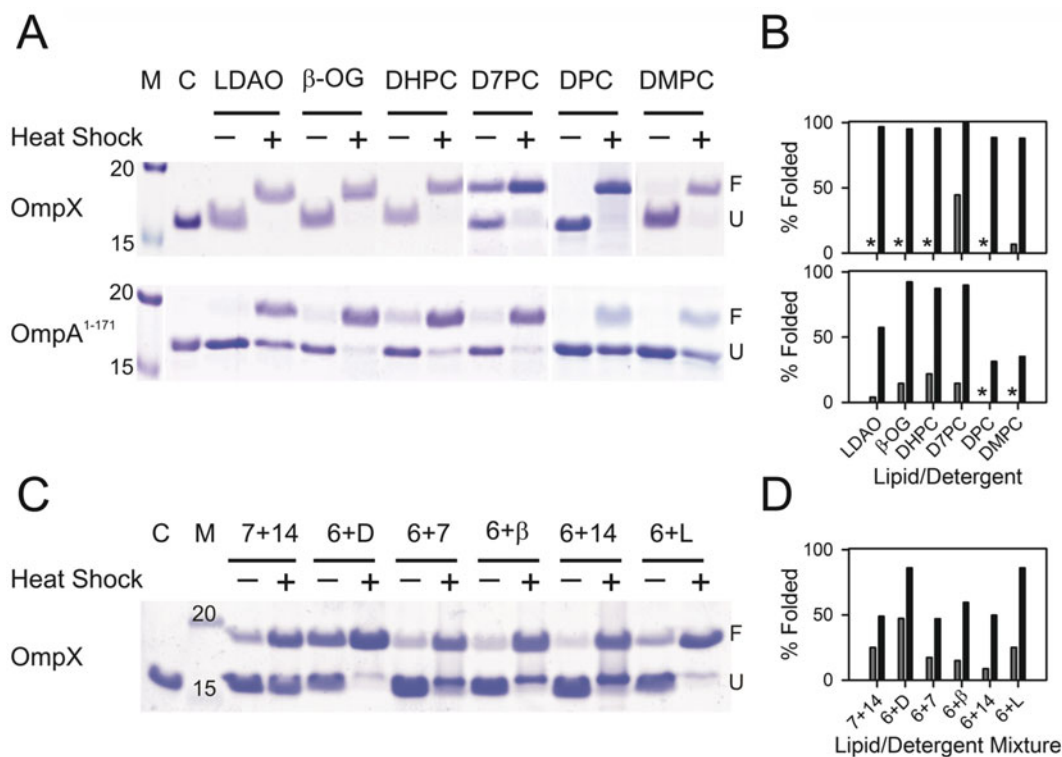 A
B
M C LDAO β-OG DHPC D7PC DPC DMPC
Heat Shock − + − + − + − + − + − +
20
OmpX
15
F
U
20
OmpA1-171
15
F
U
100
% Folded
50
0
* * * *
100
% Folded
50
0
* *
LDAO β-OG DHPC D7PC DPC DMPC
Lipid/Detergent
C
D
C M 7+14 6+D 6+7 6+β 6+14 6+L
Heat Shock − + − + − + − + − + − +
20
OmpX
15
F
U
100
% Folded
50
0
7+14 6+D 6+7 6+β 6+14 6+L
Lipid/Detergent Mixture